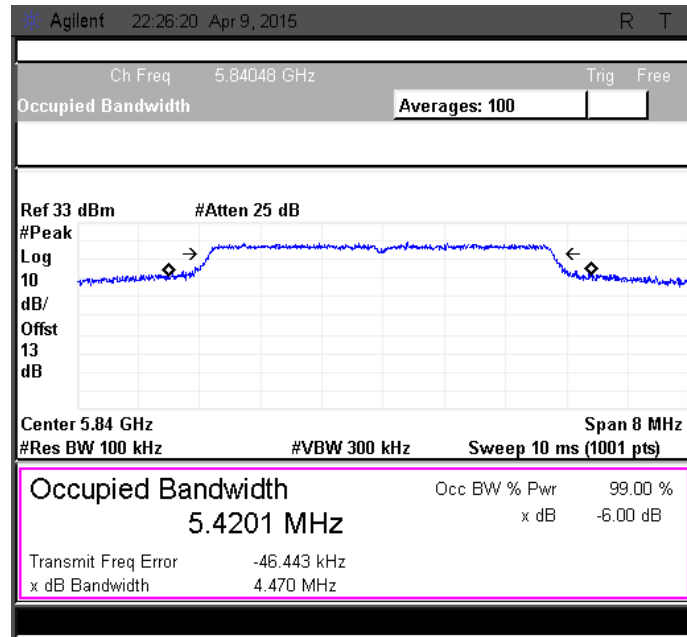 Agilent 22:26:20 Apr 9, 2015 R T
Ch Freq 5.84048 GHz Trig Free
Occupied Bandwidth Averages: 100
Ref 33 dBm #Atten 25 dB
#Peak
Log
10
dB/
Offst
13
dB
Center 5.84 GHz Span 8 MHz
#Res BW 100 kHz #VBW 300 kHz Sweep 10 ms (1001 pts)
Occupied Bandwidth Occ BW % Pwr 99.00 %
5.4201 MHz x dB -6.00 dB
Transmit Freq Error -46.443 kHz
x dB Bandwidth 4.470 MHz